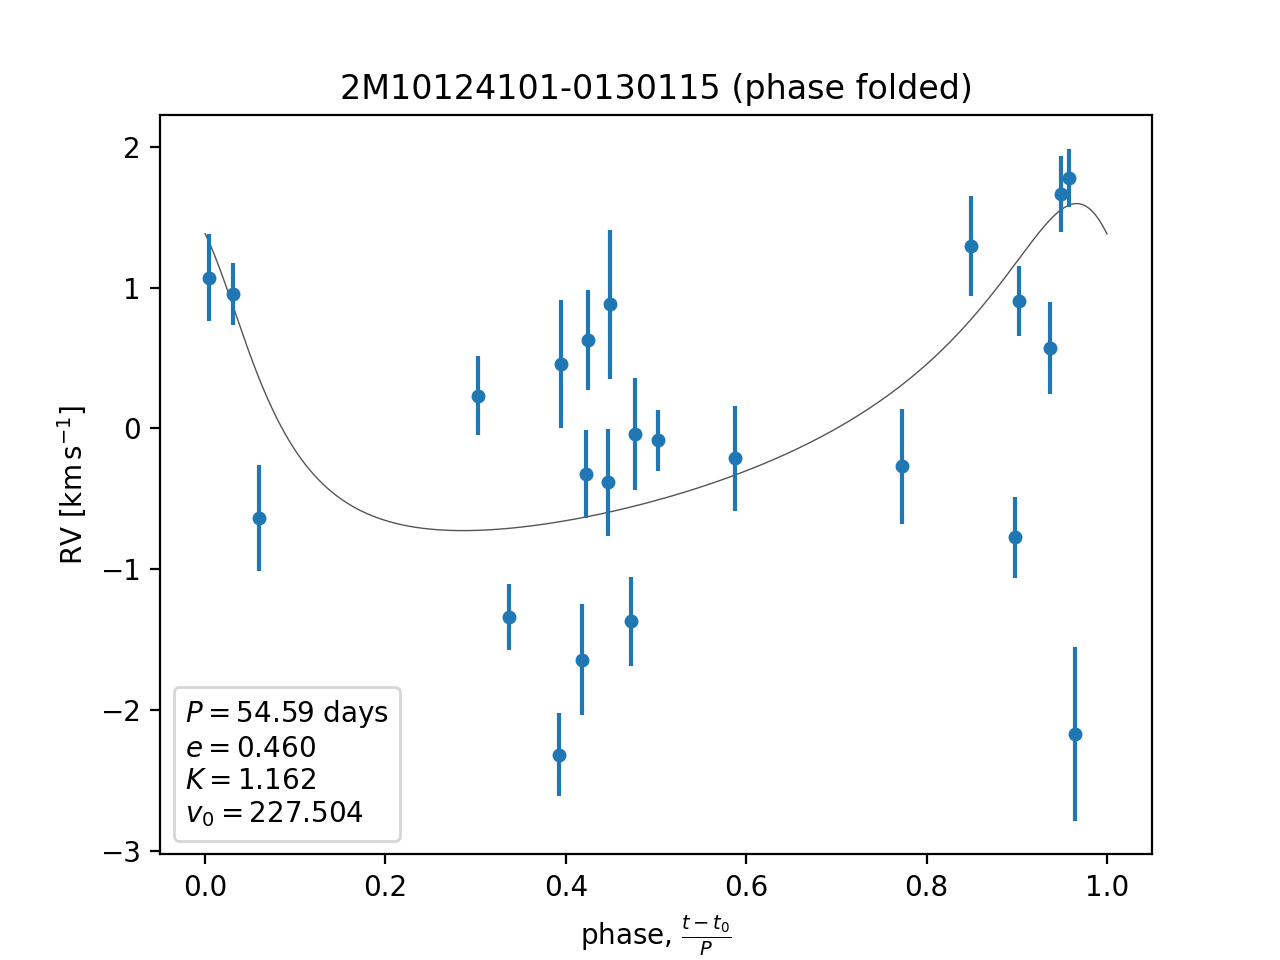 2M10124101-0130115 (phase folded)
2
1
0
−1
−2
−3
RV [km s⁻¹]
P = 54.59 days
e = 0.460
K = 1.162
v₀ = 227.504
0.0 0.2 0.4 0.6 0.8 1.0
phase, (t − t₀)/P